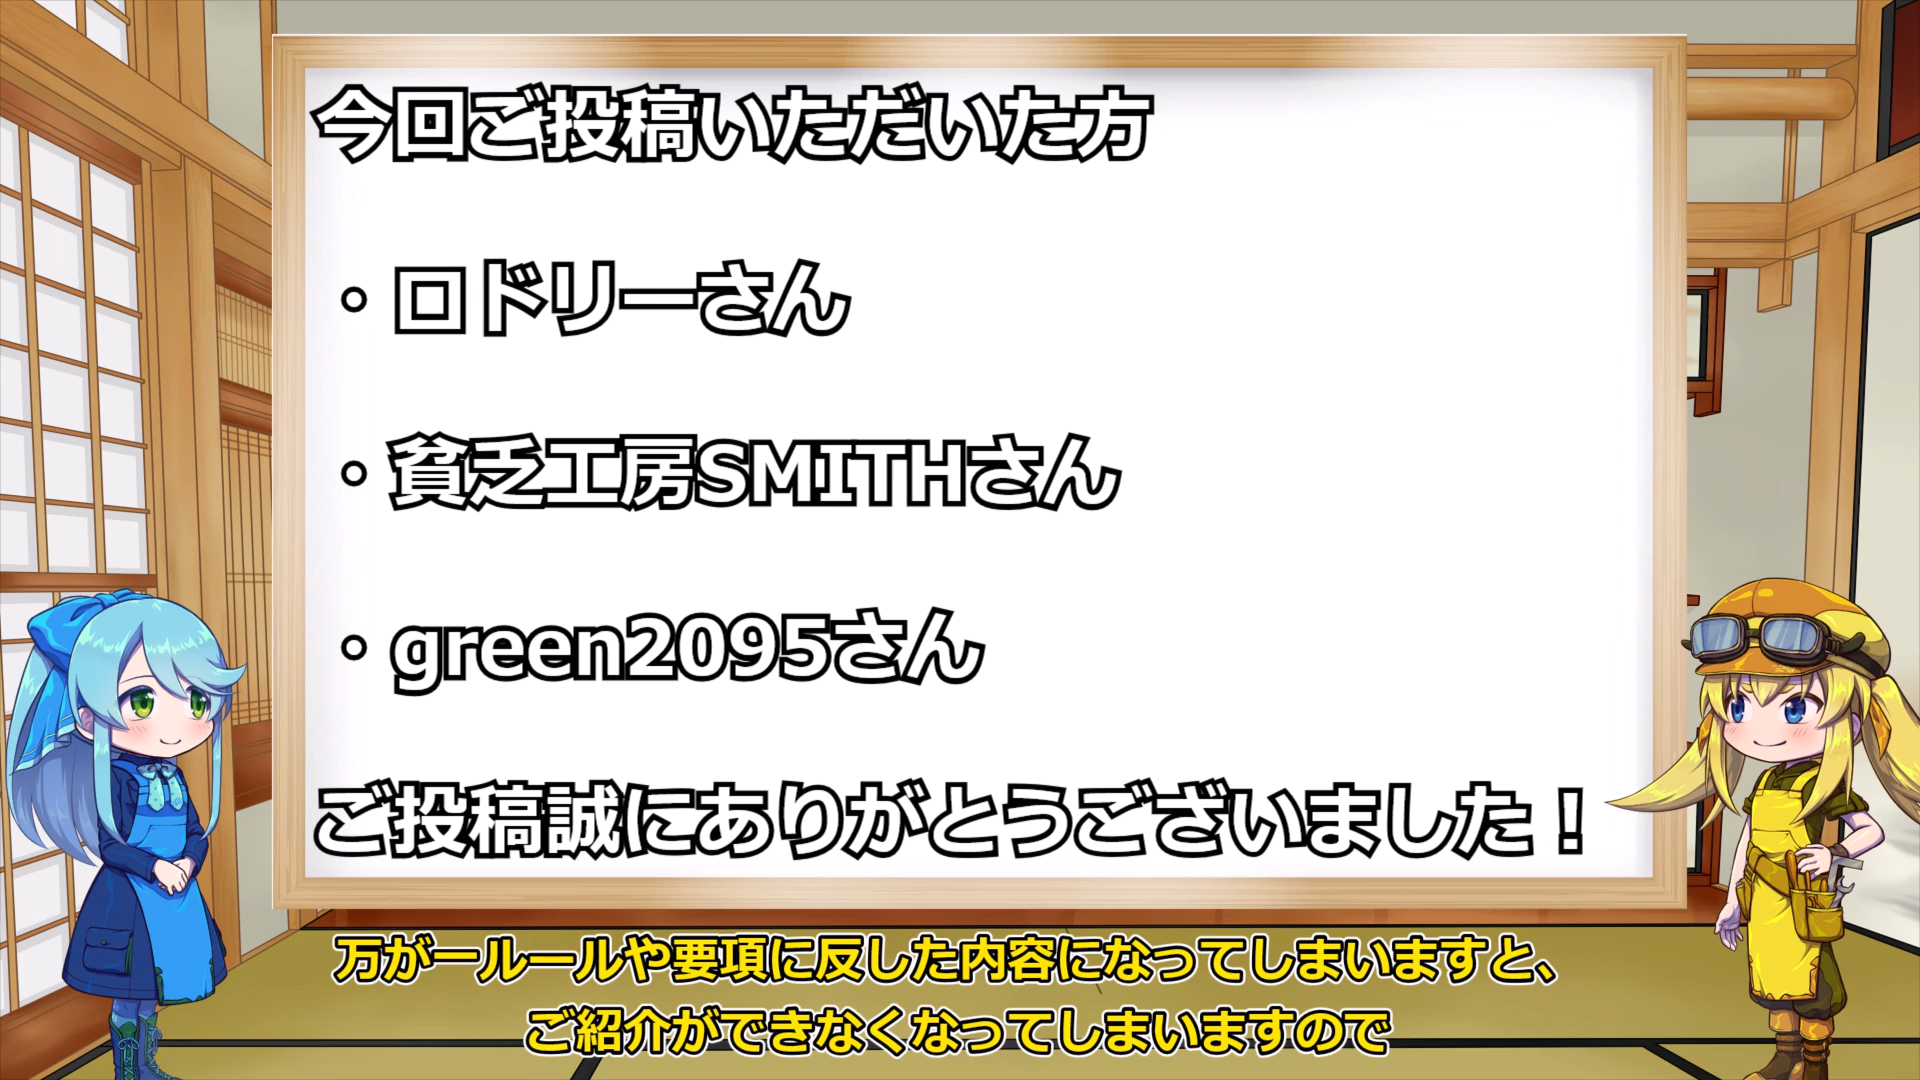 今回ご投稿いただいた方
・ロドリーさん
・貧乏工房SMITHさん
・green2095さん
ご投稿誠にありがとうございました！
万が一ルールや要項に反した内容になってしまいますと、
ご紹介ができなくなってしまいますので